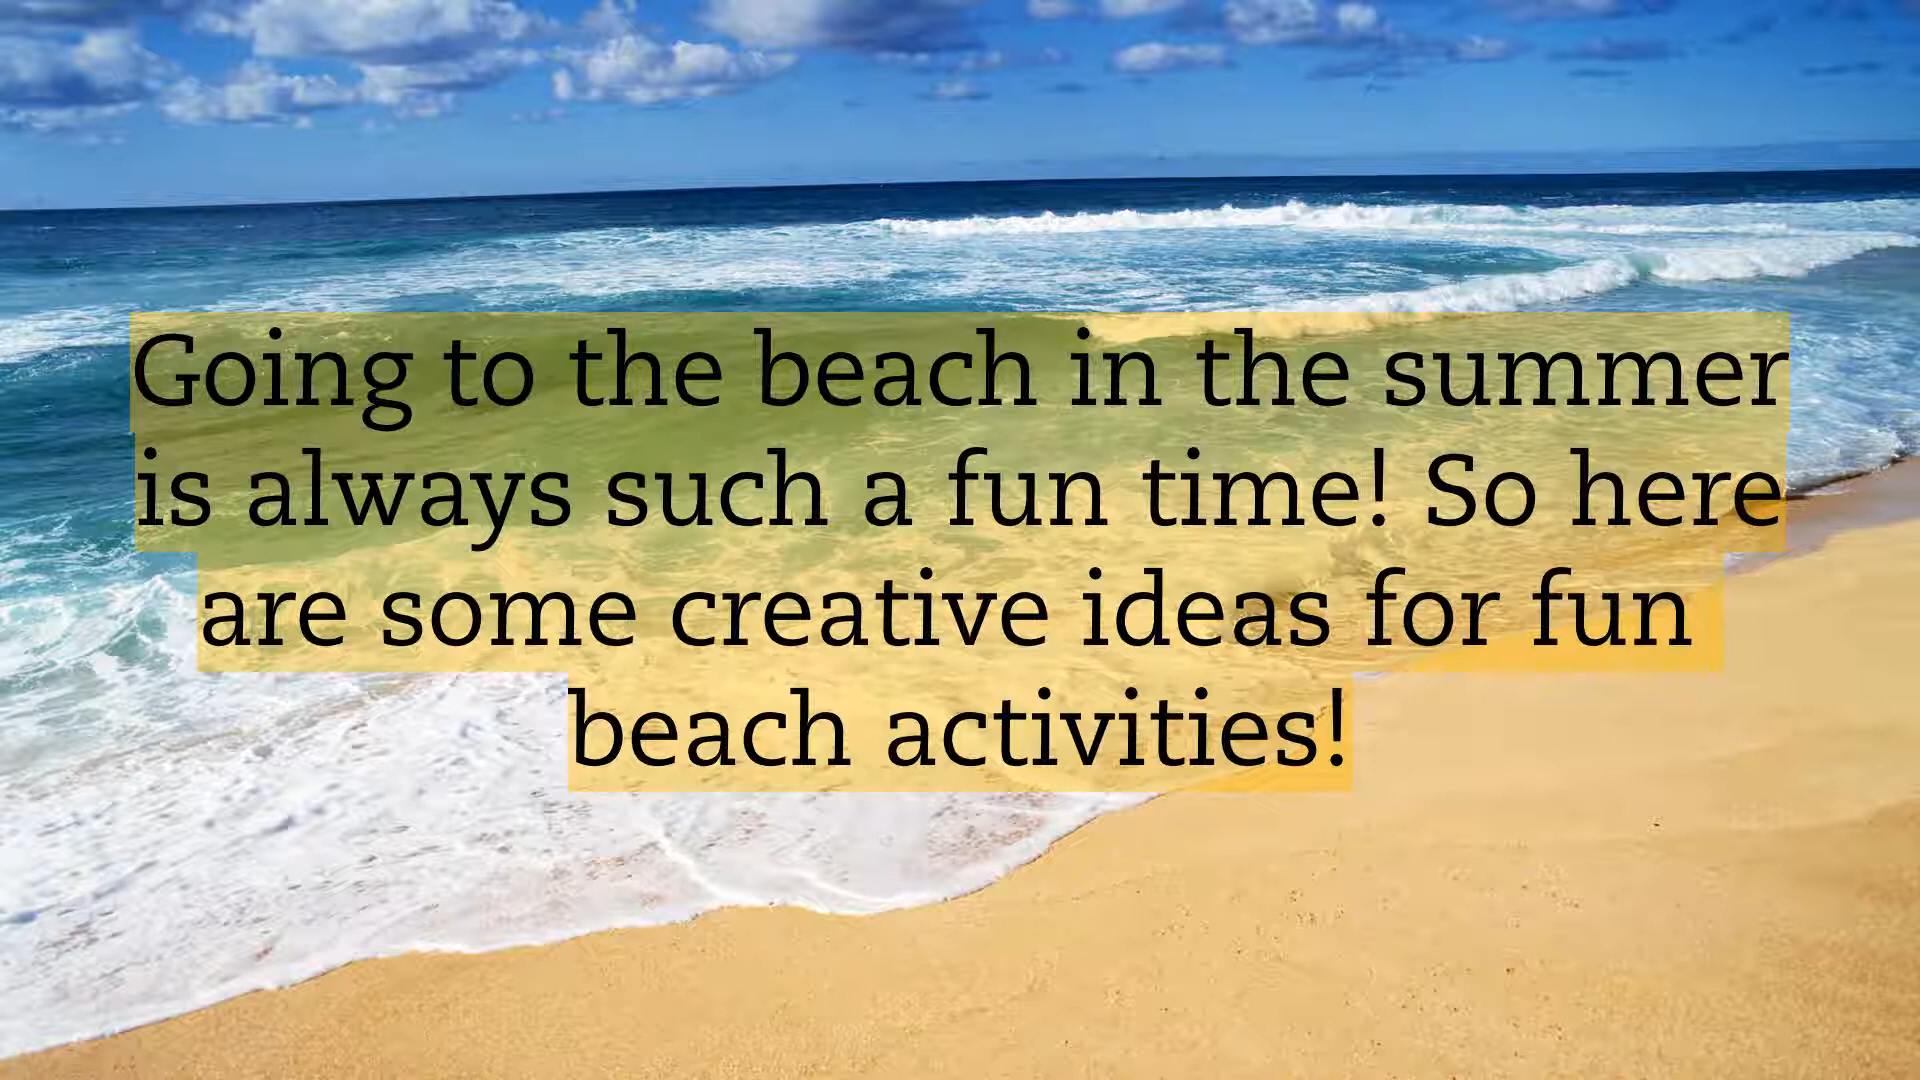 Going to the beach in the summer
is always such a fun time! So here
are some creative ideas for fun
beach activities!